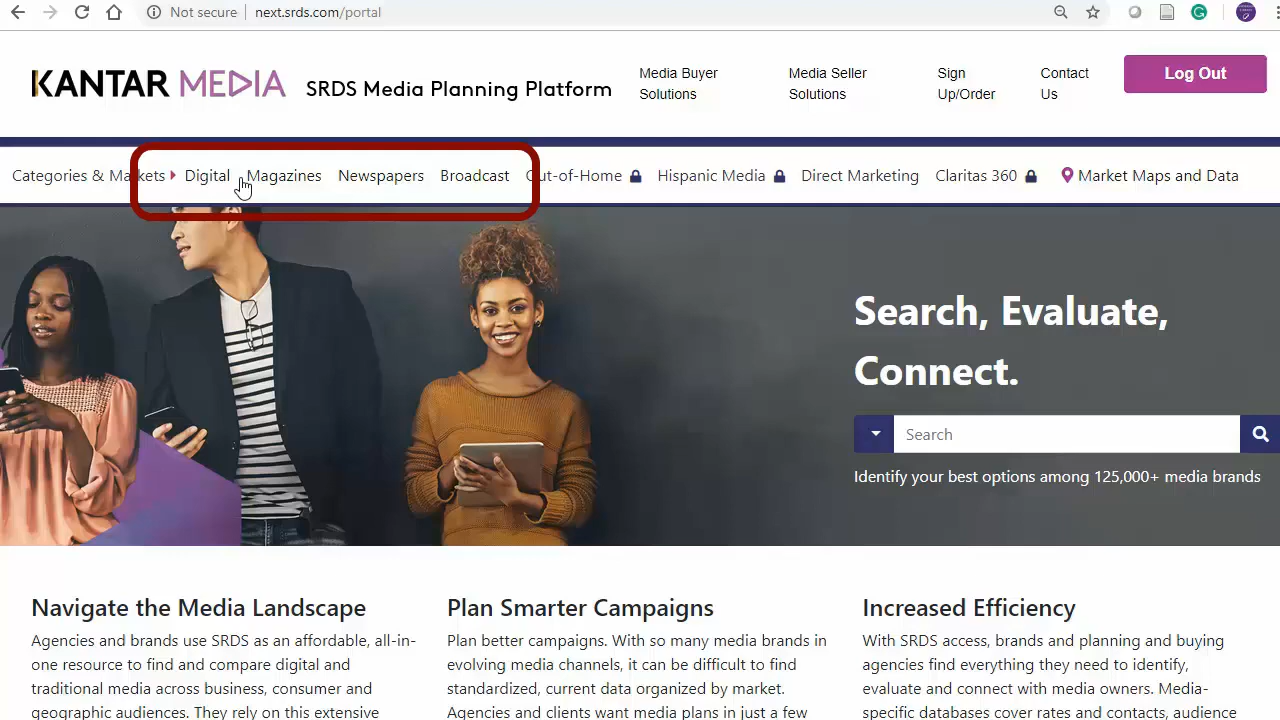 Not secure next.srds.com/portal
KANTAR MEDIA SRDS Media Planning Platform
Media Buyer
Solutions
Media Seller
Solutions
Sign
Up/Order
Contact
Us
Log Out
Categories & Markets Digital Magazines Newspapers Broadcast Out-of-Home Hispanic Media Direct Marketing Claritas 360 Market Maps and Data
Search, Evaluate,
Connect.
Search
Identify your best options among 125,000+ media brands
Navigate the Media Landscape
Agencies and brands use SRDS as an affordable, all-in-
one resource to find and compare digital and
traditional media across business, consumer and
geographic audiences. They rely on this extensive
Plan Smarter Campaigns
Plan better campaigns. With so many media brands in
evolving media channels, it can be difficult to find
standardized, current data organized by market.
Agencies and clients want media plans in just a few
Increased Efficiency
With SRDS access, brands and planning and buying
agencies find everything they need to identify,
evaluate and connect with media owners. Media-
specific databases cover rates and contacts, audience